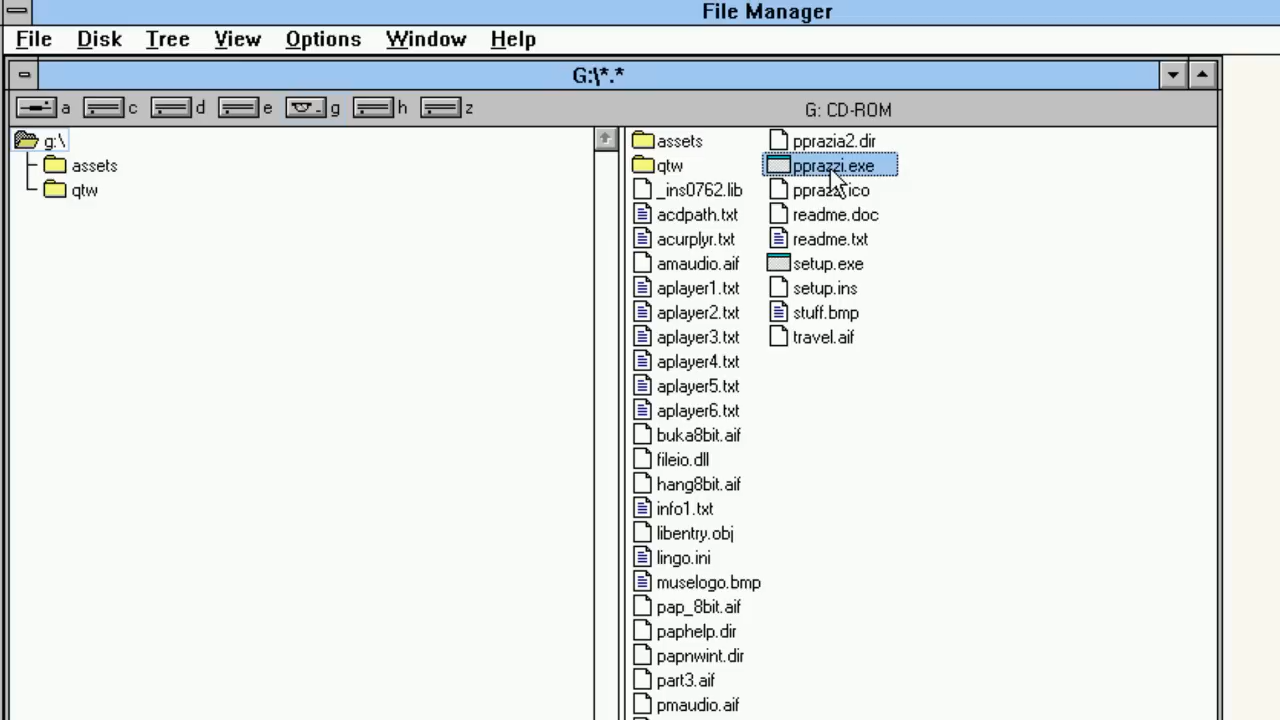 File Manager
File Disk Tree View Options Window Help
G:\*.*
a c d e g h z
G: CD-ROM
g:\
assets
qtw
assets
qtw
_ins0762.lib
acdpath.txt
acurplyr.txt
amaudio.aif
aplayer1.txt
aplayer2.txt
aplayer3.txt
aplayer4.txt
aplayer5.txt
aplayer6.txt
buka8bit.aif
fileio.dll
hang8bit.aif
info1.txt
libentry.obj
lingo.ini
muselogo.bmp
pap_8bit.aif
paphelp.dir
papnwint.dir
part3.aif
pmaudio.aif
pprazia2.dir
pprazzi.exe
pprazzi.ico
readme.doc
readme.txt
setup.exe
setup.ins
stuff.bmp
travel.aif